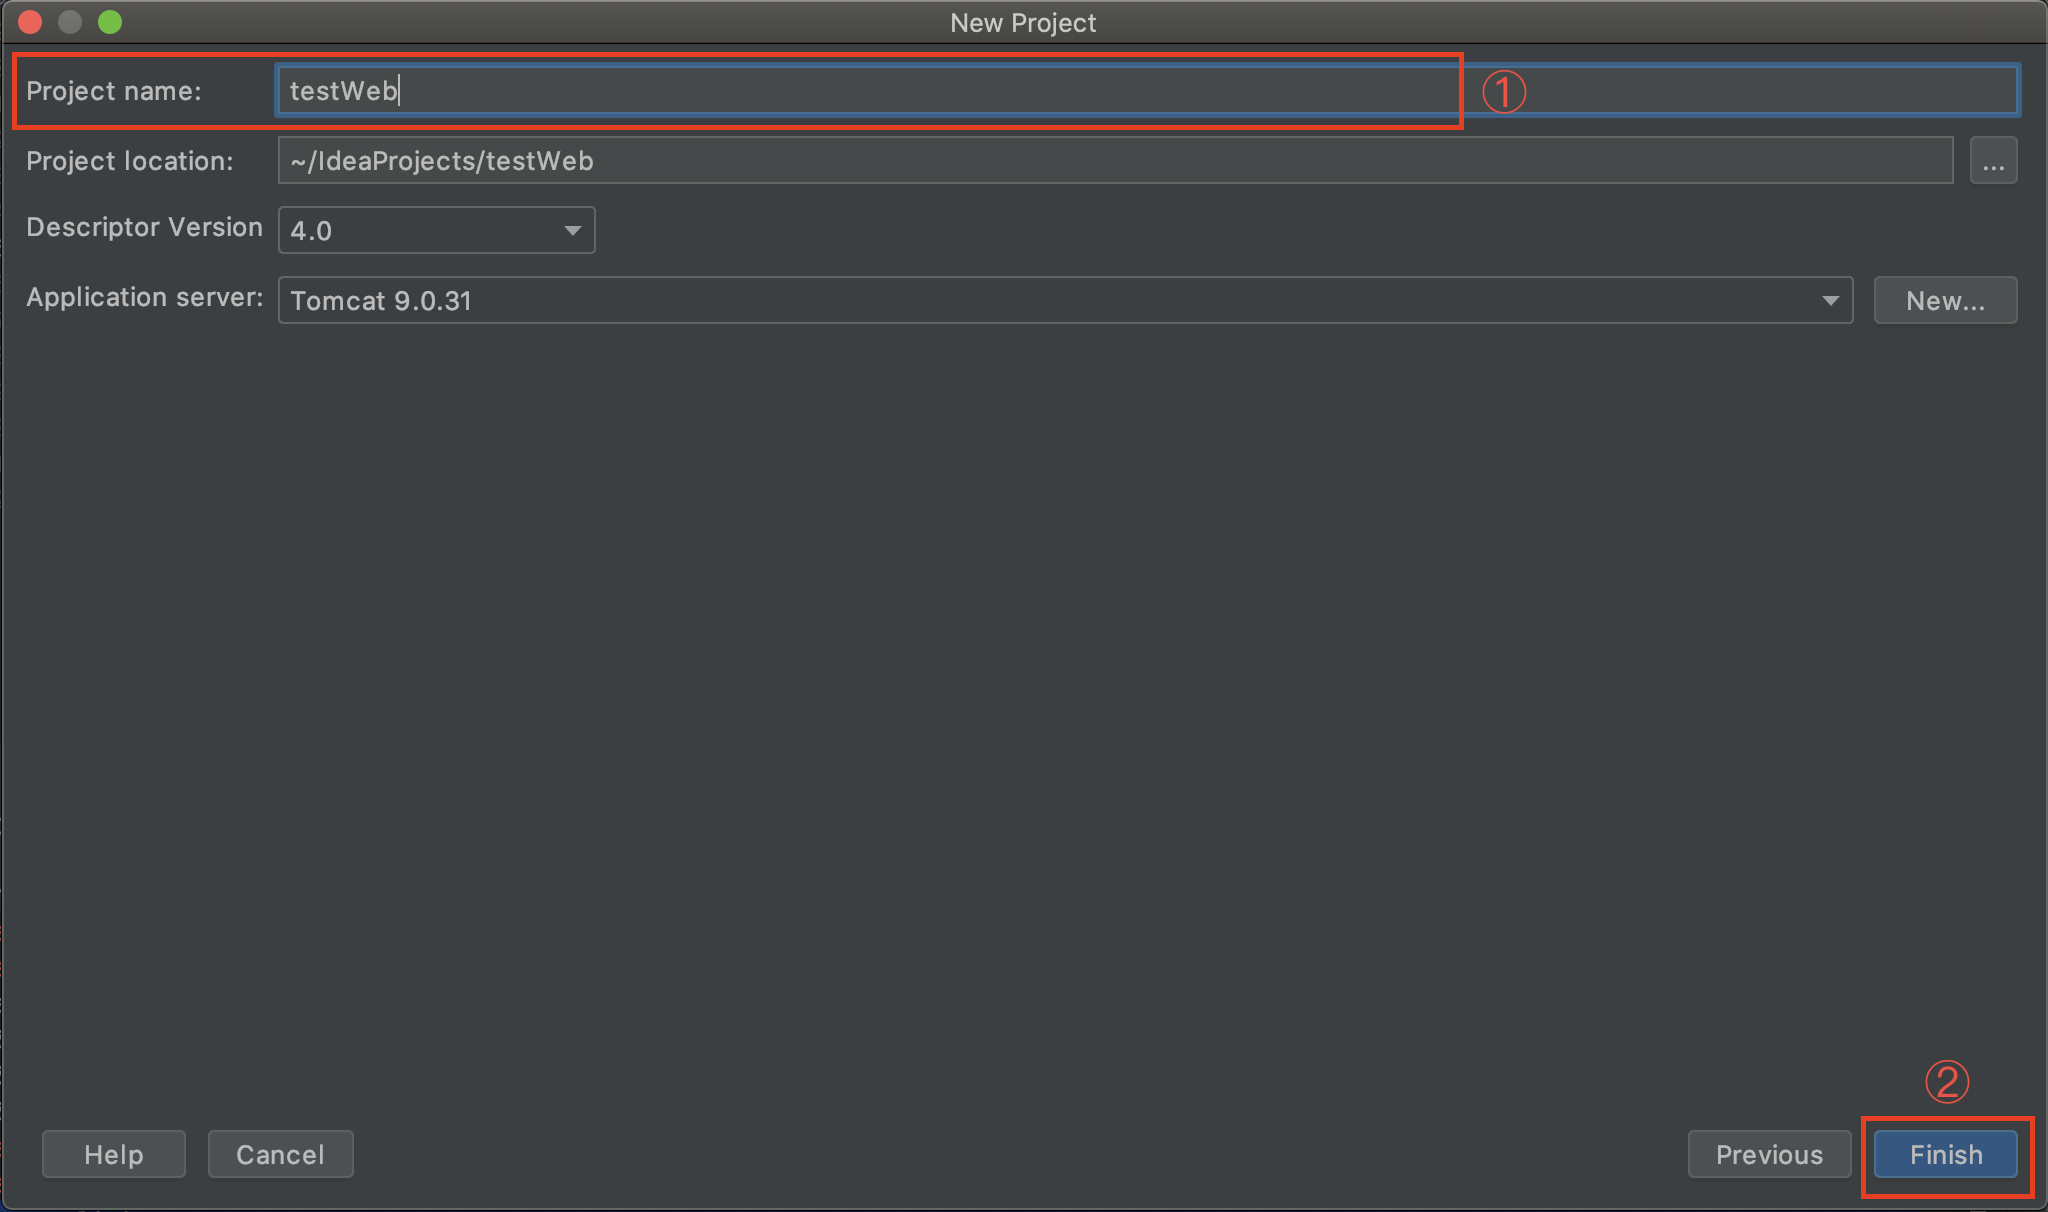 New Project
Project name: testWeb ①
Project location: ~/IdeaProjects/testWeb ...
Descriptor Version 4.0
Application server: Tomcat 9.0.31 New...
②
Help Cancel Previous Finish